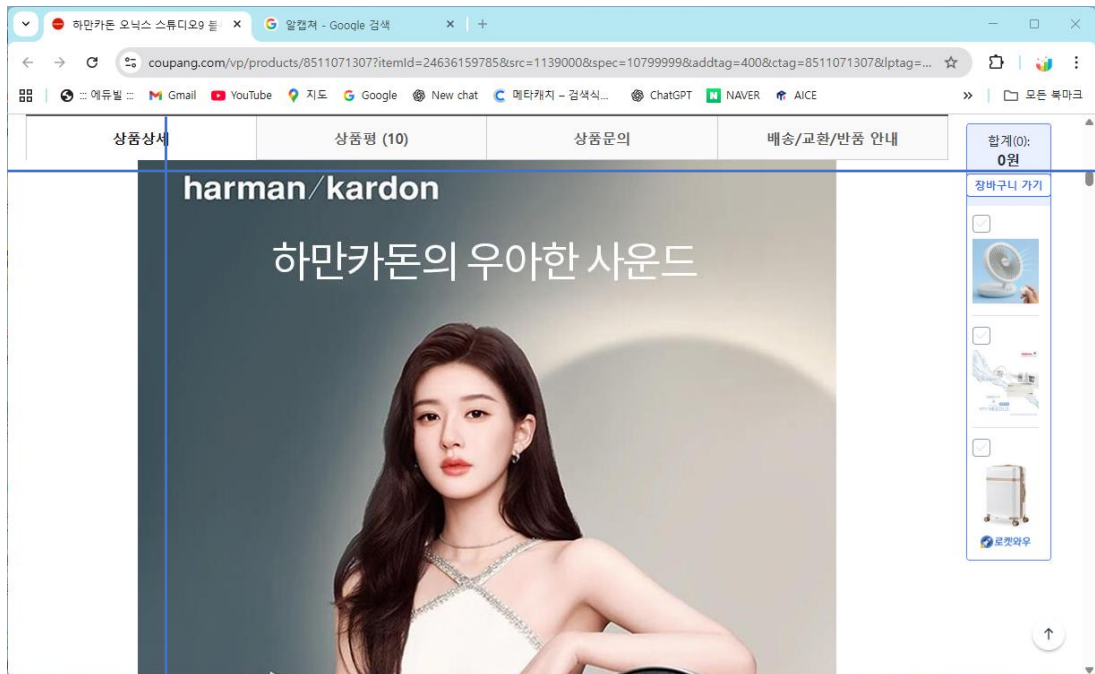 하만카돈 오닉스 스튜디오9 블
알캡져 - Google 검색
coupang.com/vp/products/8511071307?itemId=24636159785&src=1139000&spec=10799999&addtag=400&ctag=8511071307&lptag=...
::: 에듀빌 ::: Gmail YouTube 지도 Google New chat 메타캐치 – 검색식... ChatGPT NAVER AICE » 모든 북마크
상품상세 상품평 (10) 상품문의 배송/교환/반품 안내
합계(0):
0원
장바구니 가기
harman/kardon
하만카돈의 우아한 사운드
로켓와우